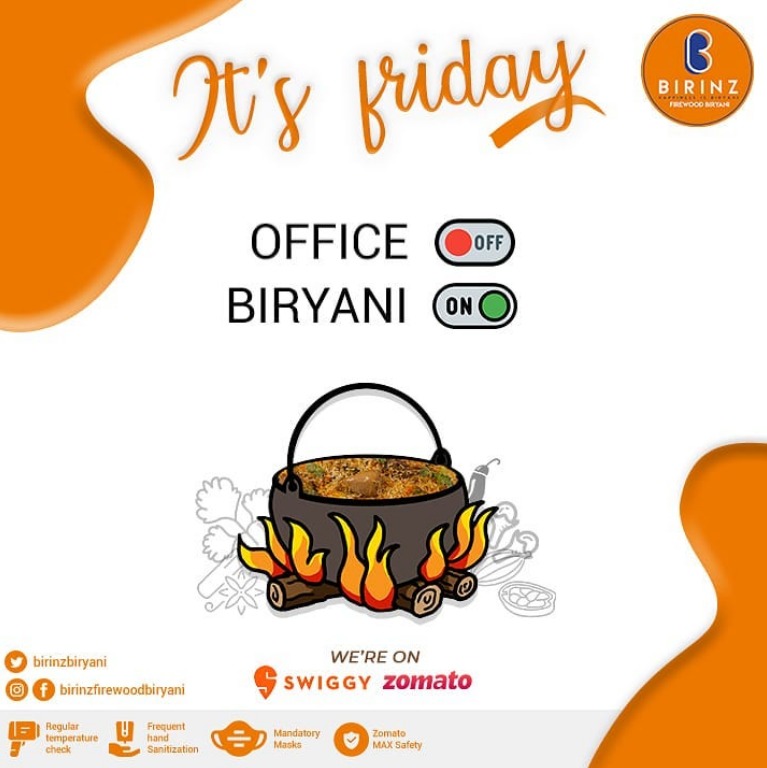 It's friday
BIRINZ
FIREWOOD BIRYANI
OFFICE OFF
BIRYANI ON
WE'RE ON
SWIGGY zomato
birinzbiryani
birinzfirewoodbiryani
Regular
temperature
check
Frequent
hand
Sanitization
Mandatory
Masks
Zomato
MAX Safety